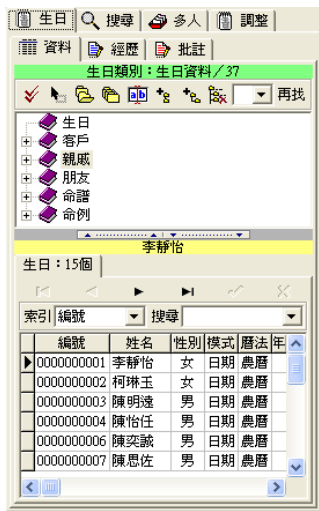 生日 搜尋 多人 調整
資料 經歷 批註
生日類別：生日資料／37
再找
生日
客戶
親戚
朋友
命譜
命例
李靜怡
生日：15個
索引 編號 搜尋
編號 姓名 性別 模式 曆法 年
0000000001 李靜怡 女 日期 農曆
0000000002 柯琳玉 女 日期 農曆
0000000003 陳明遠 男 日期 農曆
0000000004 陳怡任 男 日期 農曆
0000000006 陳奕誠 男 日期 農曆
0000000007 陳思佐 男 日期 農曆